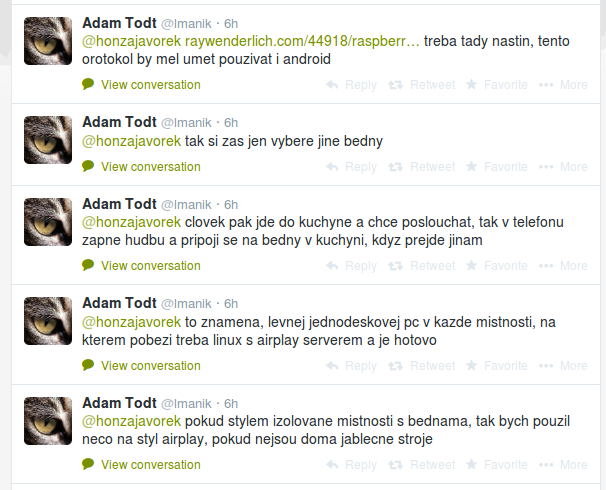 Adam Todt @lmanik · 6h
@honzajavorek raywenderlich.com/44918/raspberr… treba tady nastin, tento
orotokol by mel umet pouzivat i android
View conversation Reply Retweet Favorite More
Adam Todt @lmanik · 6h
@honzajavorek tak si zas jen vybere jine bedny
View conversation Reply Retweet Favorite More
Adam Todt @lmanik · 6h
@honzajavorek clovek pak jde do kuchyne a chce poslouchat, tak v telefonu
zapne hudbu a pripoji se na bedny v kuchyni, kdyz prejde jinam
View conversation Reply Retweet Favorite More
Adam Todt @lmanik · 6h
@honzajavorek to znamena, levnej jednodeskovej pc v kazde mistnosti, na
kterem pobezi treba linux s airplay serverem a je hotovo
View conversation Reply Retweet Favorite More
Adam Todt @lmanik · 6h
@honzajavorek pokud stylem izolovane mistnosti s bednama, tak bych pouzil
neco na styl airplay, pokud nejsou doma jablecne stroje
View conversation Reply Retweet Favorite More